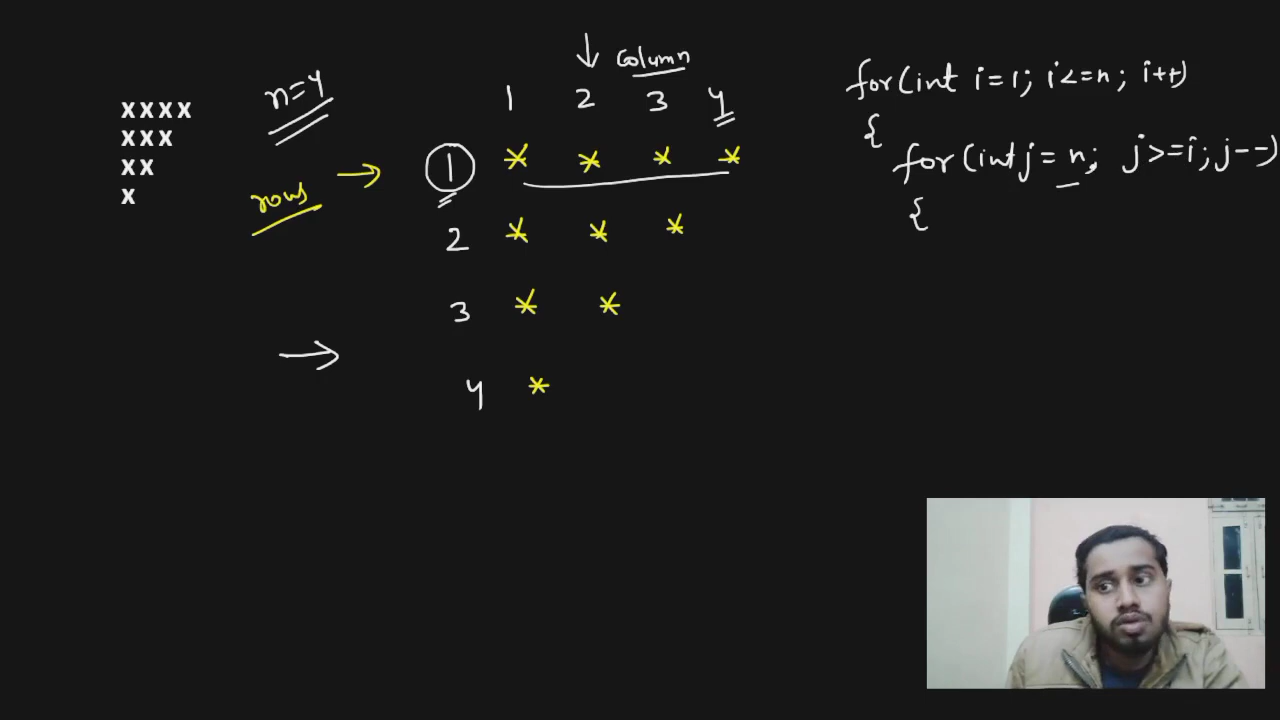 XXXX
XXX
XX
X
n=4
rows →
→
↓ Column
1 2 3 4
1 * * * *
2 * * *
3 * *
4 *
for(int i=1; i<=n; i++)
{
for(int j=n; j>=i; j--)
{